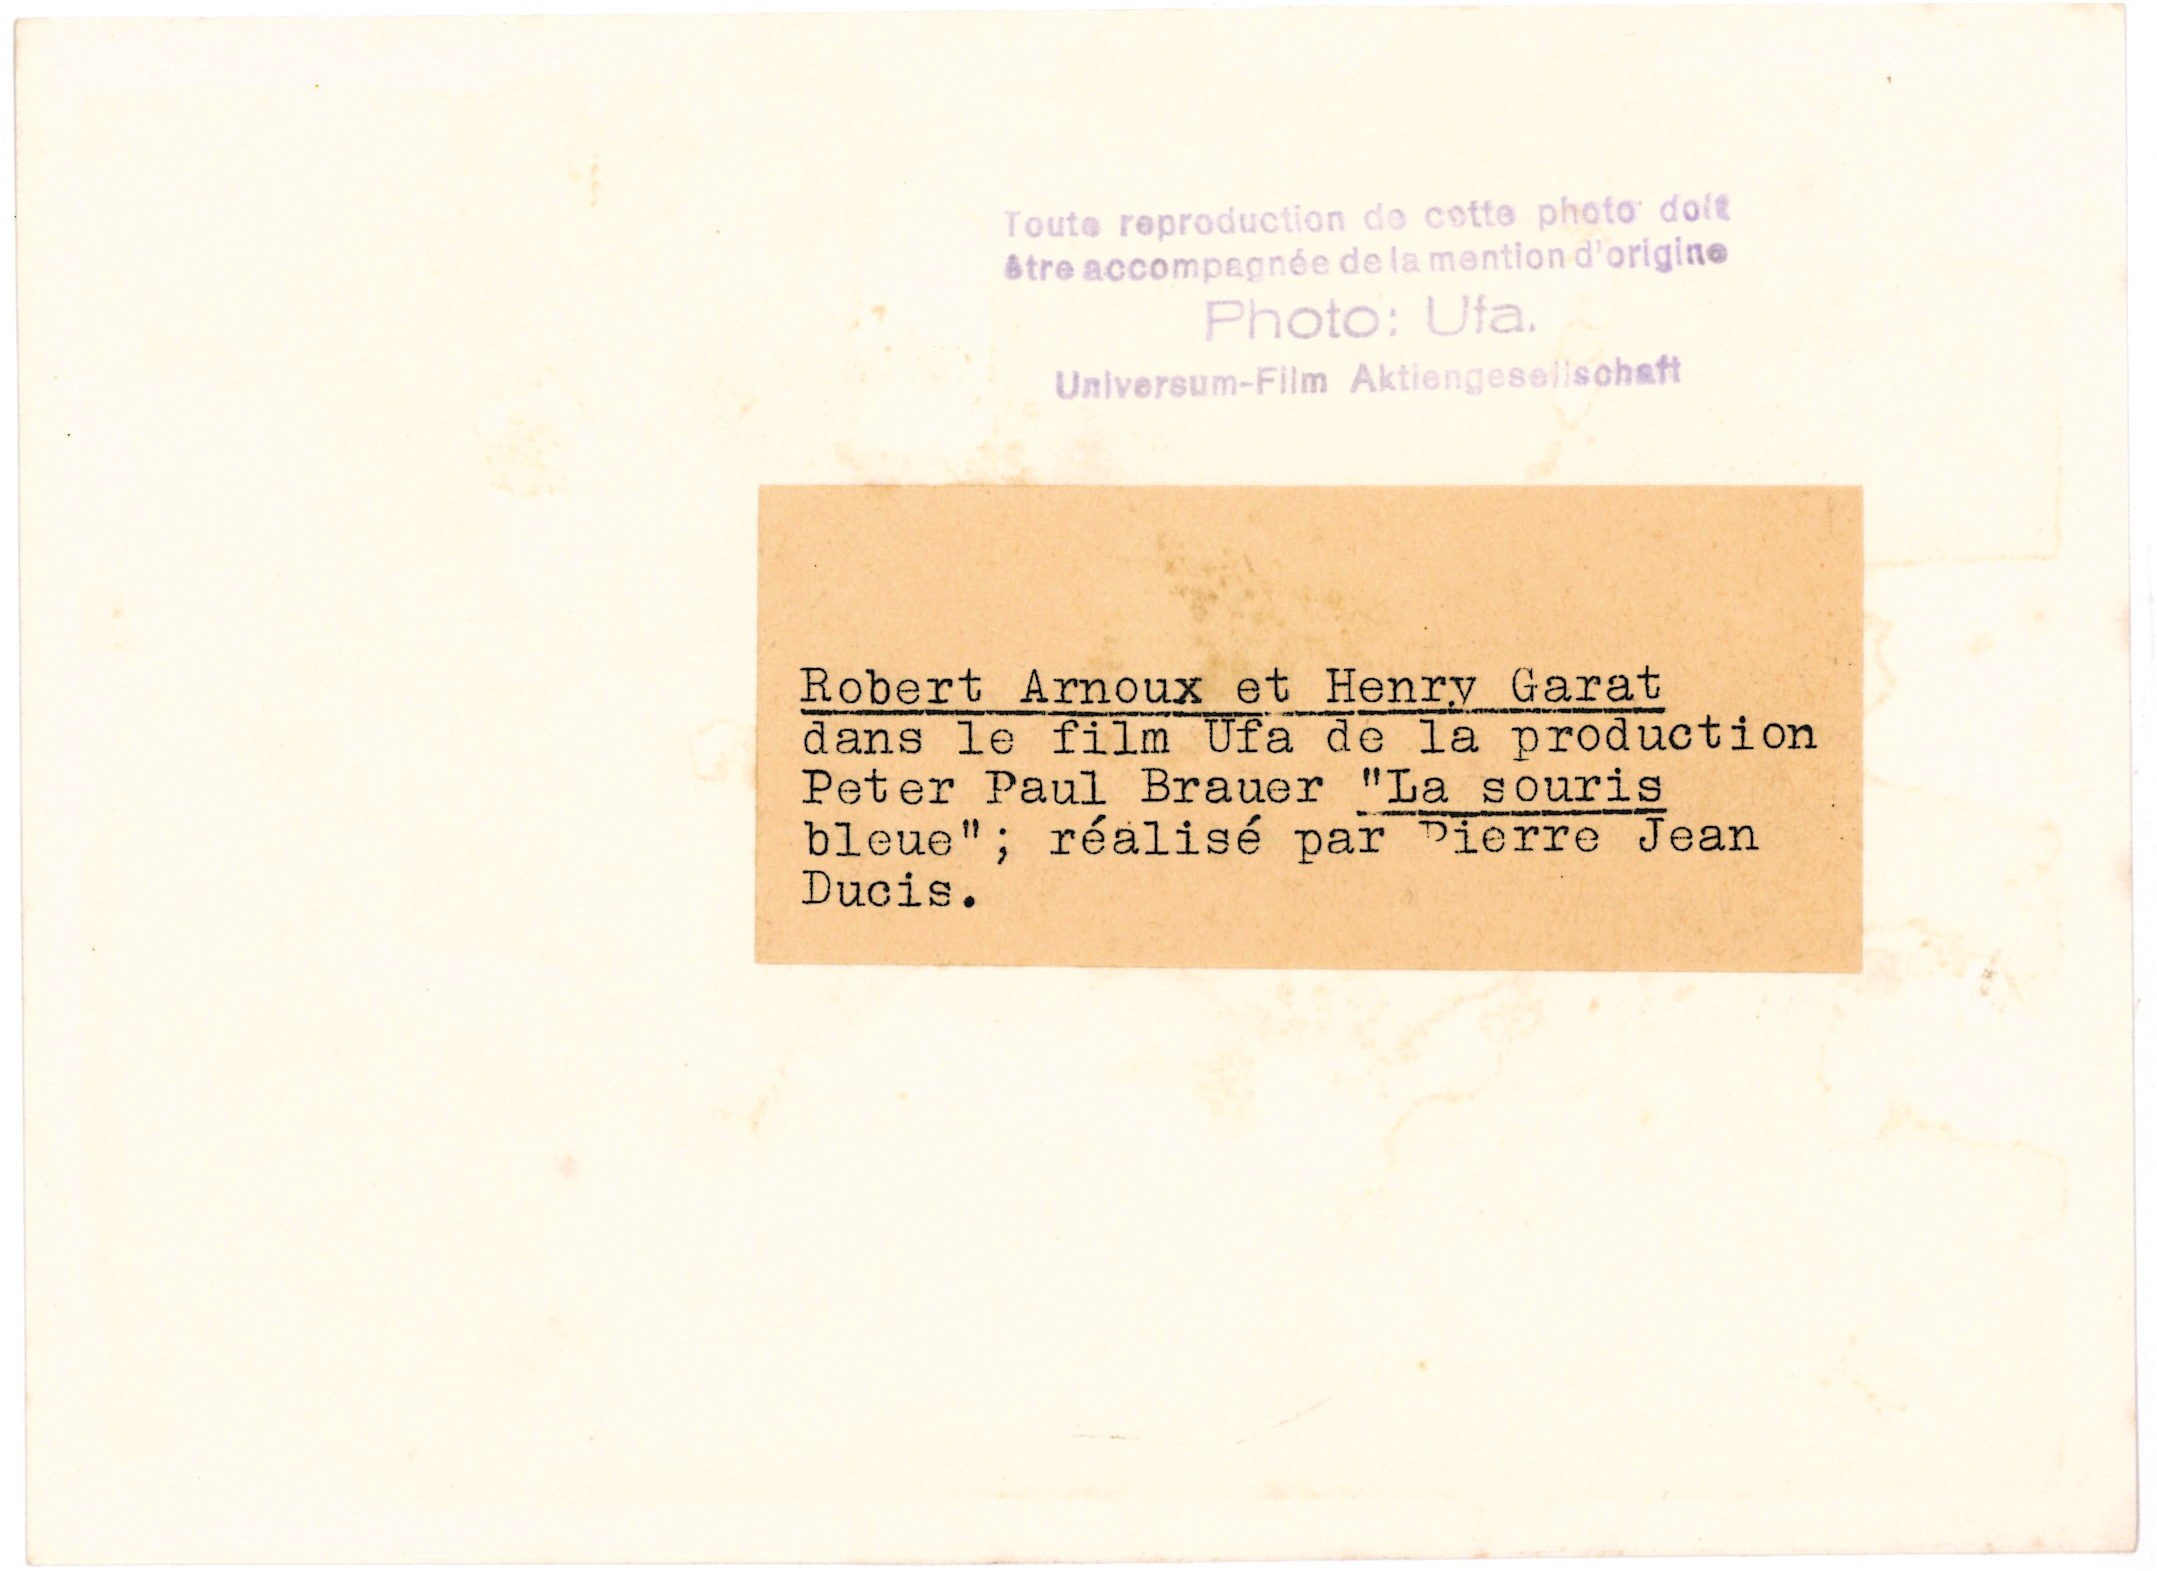 Toute reproduction de cette photo doit
être accompagnée de la mention d'origine
Photo: Ufa.
Universum-Film Aktiengesellschaft
Robert Arnoux et Henry Garat
dans le film Ufa de la production
Peter Paul Brauer "La souris
bleue"; réalisé par Pierre Jean
Ducis.